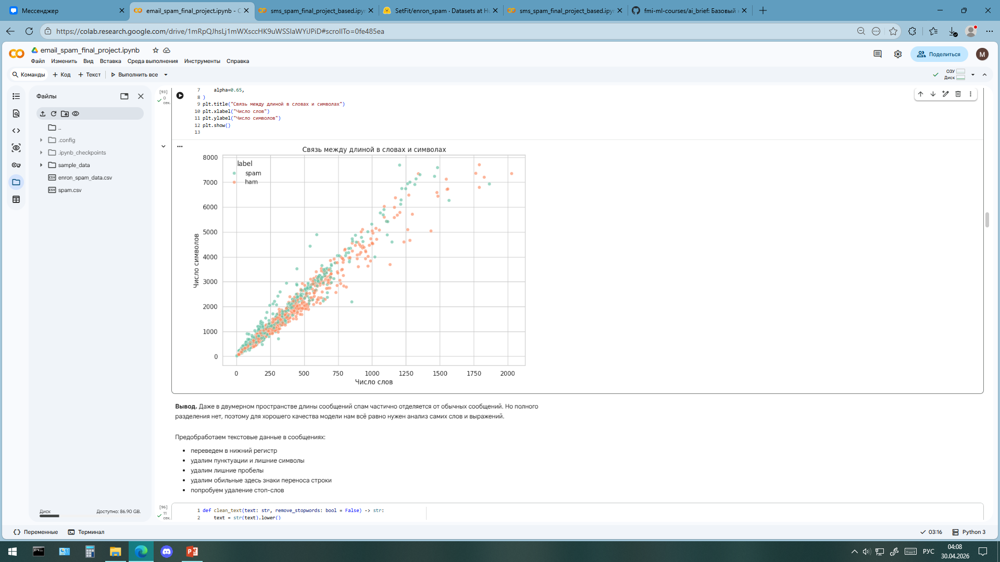 Мессенджер
email_spam_final_project.ipynb - C
sms_spam_final_project_based.ipyn
SetFit/enron_spam · Datasets at Hu
sms_spam_final_project_based.ipyn
fmi-ml-courses/ai_brief: Базовый к
https://colab.research.google.com/drive/1mRpQJhsLj1mWXsccHK9uWSSIaWYiJPiD#scrollTo=0fe485ea
email_spam_final_project.ipynb
Файл Изменить Вид Вставка Среда выполнения Инструменты Справка
Поделиться
M
Команды + Код + Текст Выполнить все
ОЗУ
Диск
Файлы
..
.config
.ipynb_checkpoints
sample_data
enron_spam_data.csv
spam.csv
Диск
Доступно: 86.90 GB.
[93]
0
сек.
7 alpha=0.65,
8 )
9 plt.title("Связь между длиной в словах и символах")
10 plt.xlabel("Число слов")
11 plt.ylabel("Число символов")
12 plt.show()
13
Связь между длиной в словах и символах
label
spam
ham
8000
7000
6000
5000
4000
3000
2000
1000
0
Число символов
0 250 500 750 1000 1250 1500 1750 2000
Число слов
Вывод. Даже в двумерном пространстве длины сообщений спам частично отделяется от обычных сообщений. Но полного
разделения нет, поэтому для хорошего качества модели нам всё равно нужен анализ самих слов и выражений.
Предобработаем текстовые данные в сообщениях:
• переведем в нижний регистр
• удалим пунктуации и лишние символы
• удалим лишние пробелы
• удалим обильные здесь знаки переноса строки
• попробуем удаление стоп-слов
[96]
11
сек.
1 def clean_text(text: str, remove_stopwords: bool = False) -> str:
2 text = str(text).lower()
Переменные Терминал
03:16 Python 3
РУС
04:08
30.04.2026